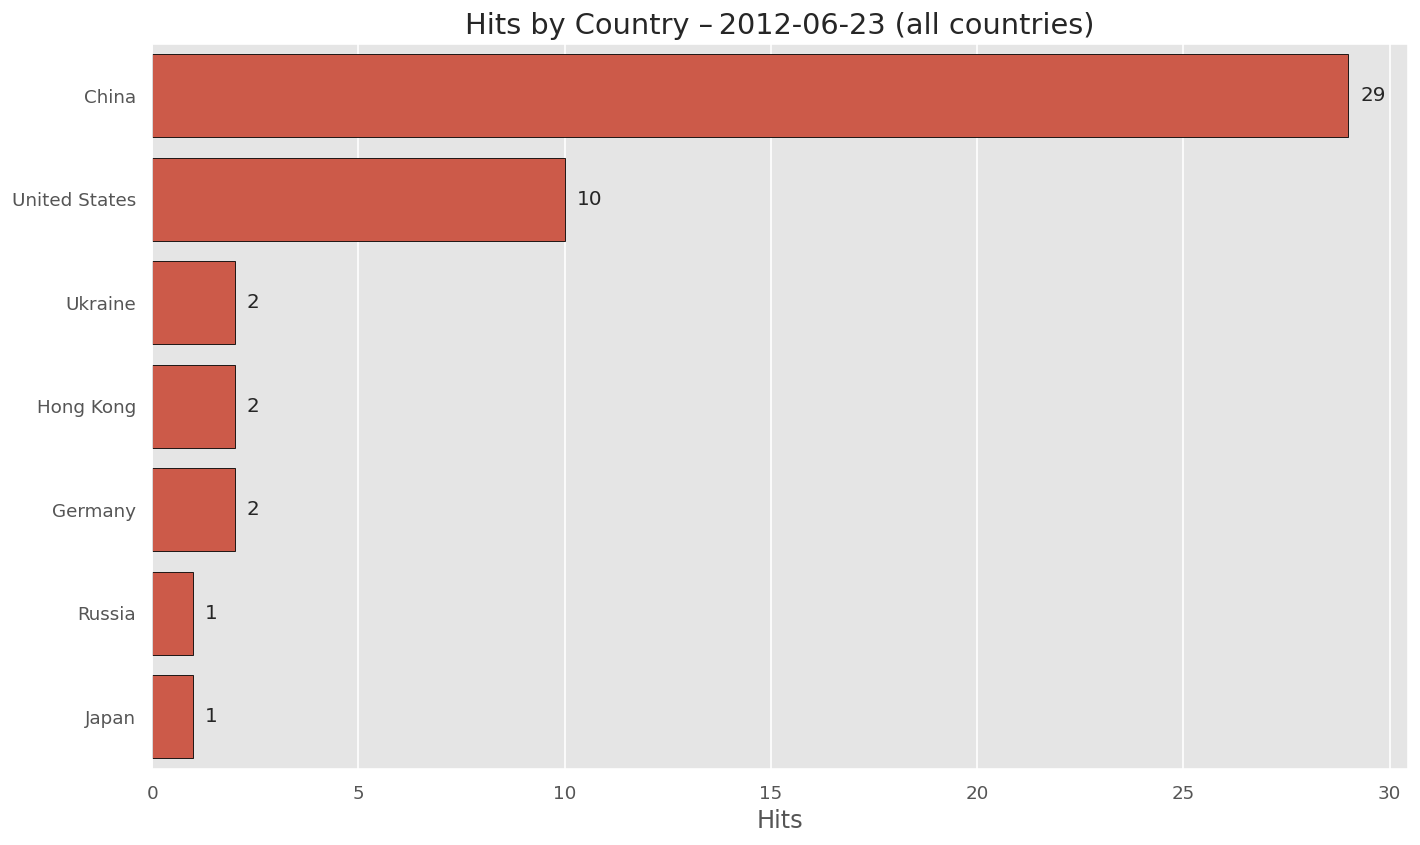 Hits by Country – 2012-06-23 (all countries)
China 29
United States 10
Ukraine 2
Hong Kong 2
Germany 2
Russia 1
Japan 1
0 5 10 15 20 25 30
Hits